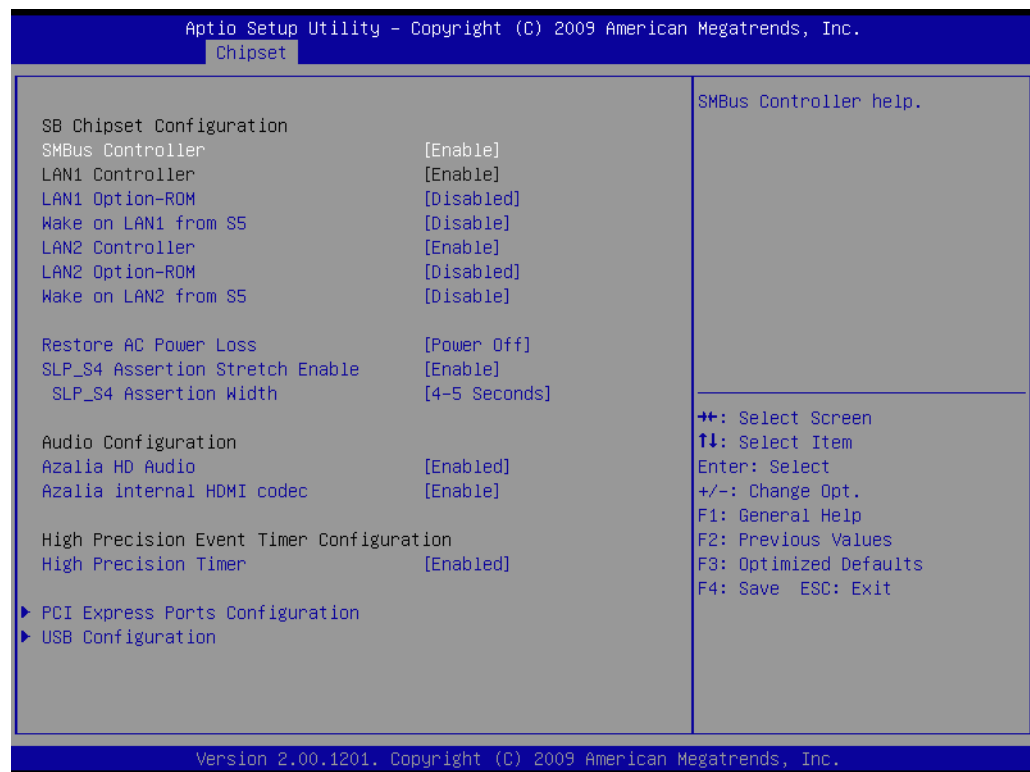 Aptio Setup Utility – Copyright (C) 2009 American Megatrends, Inc.
Chipset
SB Chipset Configuration
SMBus Controller [Enable]
LAN1 Controller [Enable]
LAN1 Option-ROM [Disabled]
Wake on LAN1 from S5 [Disable]
LAN2 Controller [Enable]
LAN2 Option-ROM [Disabled]
Wake on LAN2 from S5 [Disable]
Restore AC Power Loss [Power Off]
SLP_S4 Assertion Stretch Enable [Enable]
SLP_S4 Assertion Width [4-5 Seconds]
Audio Configuration
Azalia HD Audio [Enabled]
Azalia internal HDMI codec [Enable]
High Precision Event Timer Configuration
High Precision Timer [Enabled]
PCI Express Ports Configuration
USB Configuration
SMBus Controller help.
→←: Select Screen
↑↓: Select Item
Enter: Select
+/-: Change Opt.
F1: General Help
F2: Previous Values
F3: Optimized Defaults
F4: Save ESC: Exit
Version 2.00.1201. Copyright (C) 2009 American Megatrends, Inc.